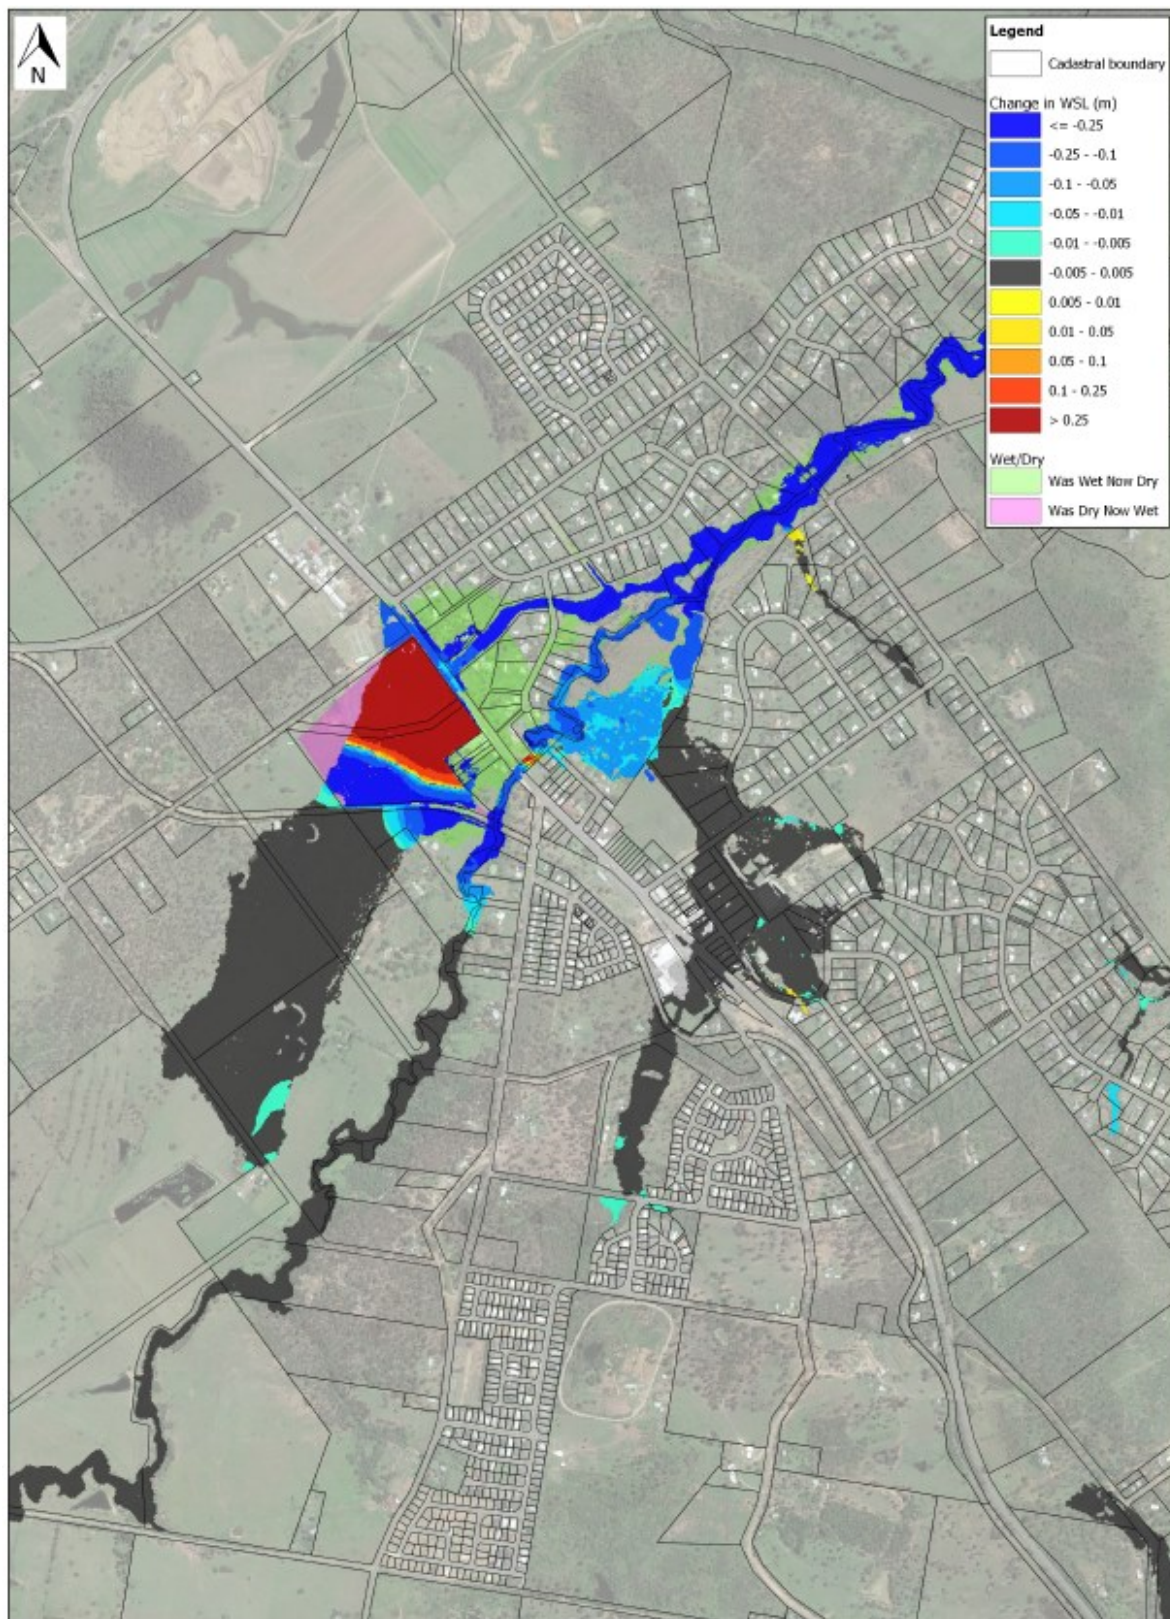 N
Legend
Cadastral boundary
Change in WSL (m)
<= -0.25
-0.25 - -0.1
-0.1 - -0.05
-0.05 - -0.01
-0.01 - -0.005
-0.005 - 0.005
0.005 - 0.01
0.01 - 0.05
0.05 - 0.1
0.1 - 0.25
> 0.25
Wet/Dry
Was Wet Now Dry
Was Dry Now Wet